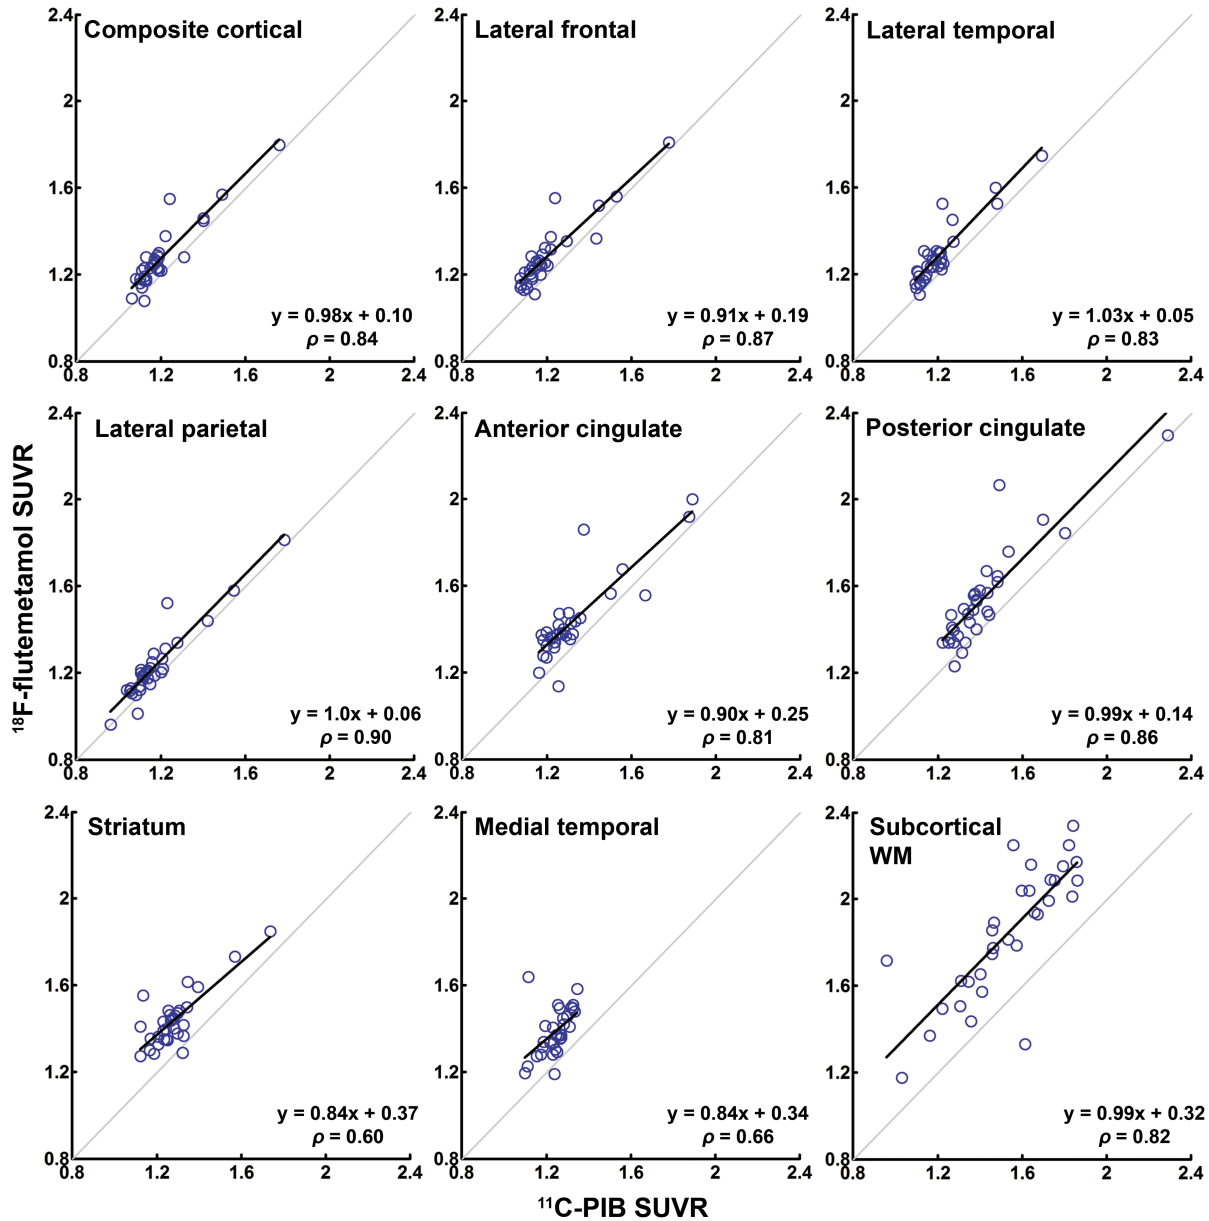 2.4
Composite cortical
2
1.6
1.2
y = 0.98x + 0.10
ρ = 0.84
0.8
0.8 1.2 1.6 2 2.4
2.4
Lateral frontal
2
1.6
1.2
y = 0.91x + 0.19
ρ = 0.87
0.8
0.8 1.2 1.6 2 2.4
2.4
Lateral temporal
2
1.6
1.2
y = 1.03x + 0.05
ρ = 0.83
0.8
0.8 1.2 1.6 2 2.4
18F-flutemetamol SUVR
2.4
Lateral parietal
2
1.6
1.2
y = 1.0x + 0.06
ρ = 0.90
0.8
0.8 1.2 1.6 2 2.4
2.4
Anterior cingulate
2
1.6
1.2
y = 0.90x + 0.25
ρ = 0.81
0.8
0.8 1.2 1.6 2 2.4
2.4
Posterior cingulate
2
1.6
1.2
y = 0.99x + 0.14
ρ = 0.86
0.8
0.8 1.2 1.6 2 2.4
2.4
Striatum
2
1.6
1.2
y = 0.84x + 0.37
ρ = 0.60
0.8
0.8 1.2 1.6 2 2.4
2.4
Medial temporal
2
1.6
1.2
y = 0.84x + 0.34
ρ = 0.66
0.8
0.8 1.2 1.6 2 2.4
2.4
Subcortical
WM
2
1.6
1.2
y = 0.99x + 0.32
ρ = 0.82
0.8
0.8 1.2 1.6 2 2.4
11C-PIB SUVR